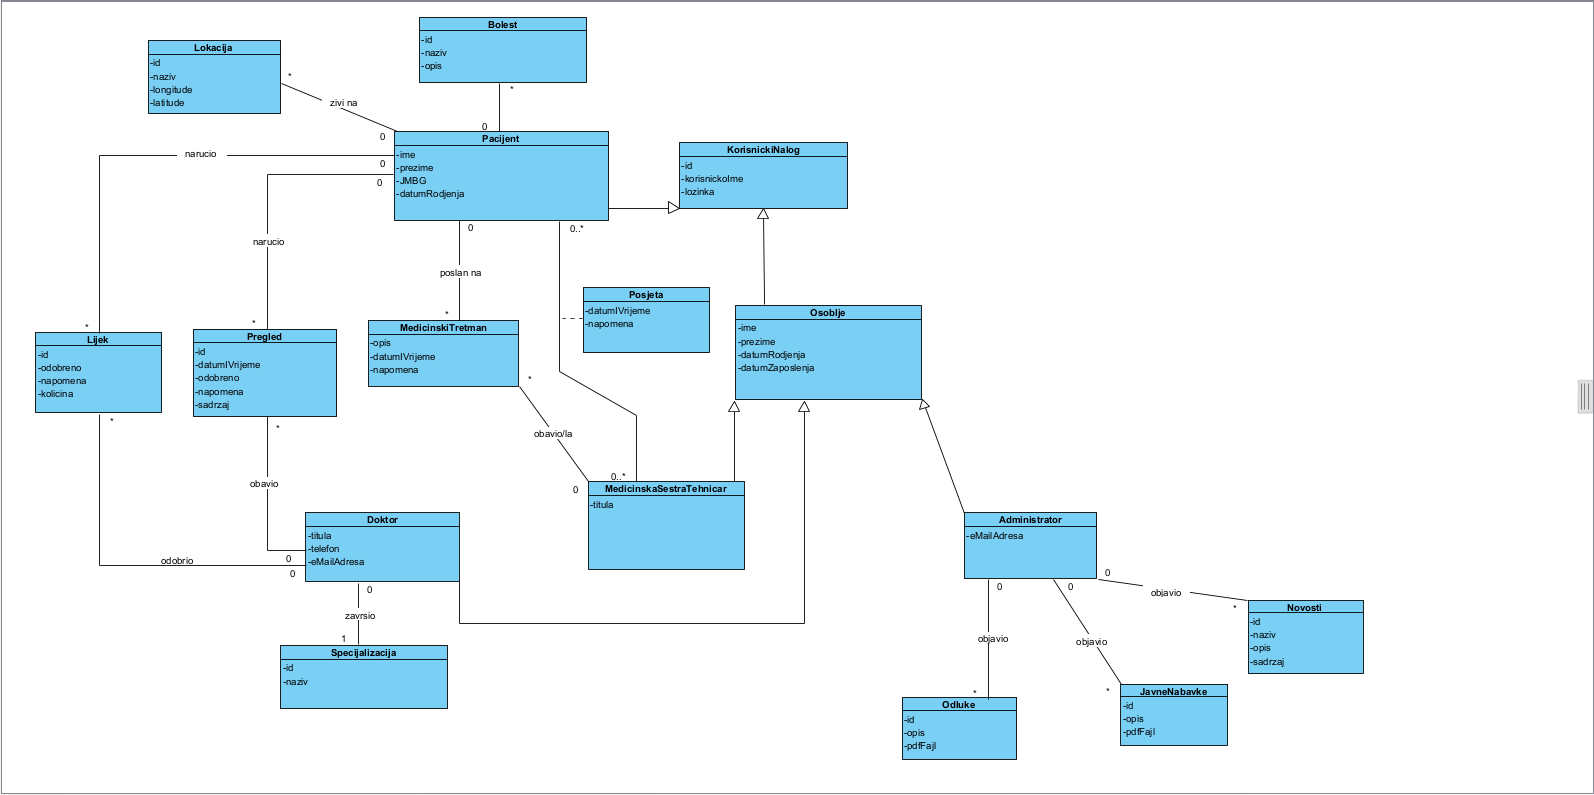 Bolest
-id
-naziv
-opis
*
0
Lokacija
-id
-naziv
-longitude
-latitude
*
zivi na
0
Pacijent
-ime
-prezime
-JMBG
-datumRodjenja
narucio
0
0
narucio
0
poslan na
0..*
KorisnickiNalog
-id
-korisnickoIme
-lozinka
Posjeta
-datumIVrijeme
-napomena
Osoblje
-ime
-prezime
-datumRodjenja
-datumZaposlenja
*
Lijek
-id
-odobreno
-napomena
-kolicina
*
*
Pregled
-id
-datumIVrijeme
-odobreno
-napomena
-sadrzaj
*
*
MedicinskiTretman
-opis
-datumIVrijeme
-napomena
*
obavio/la
0
0..*
MedicinskaSestraTehnicar
-titula
obavio
odobrio
0
0
Doktor
-titula
-telefon
-eMailAdresa
0
zavrsio
1
Specijalizacija
-id
-naziv
Administrator
-eMailAdresa
0
0
0
objavio
objavio
objavio
*
*
*
Novosti
-id
-naziv
-opis
-sadrzaj
JavneNabavke
-id
-opis
-pdfFajl
Odluke
-id
-opis
-pdfFajl